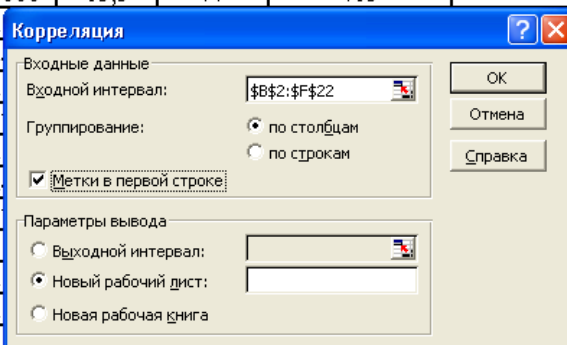 Корреляция
Входные данные
Входной интервал: $B$2:$F$22
Группирование: по столбцам
по строкам
Метки в первой строке
Параметры вывода
Выходной интервал:
Новый рабочий лист:
Новая рабочая книга
ОК
Отмена
Справка